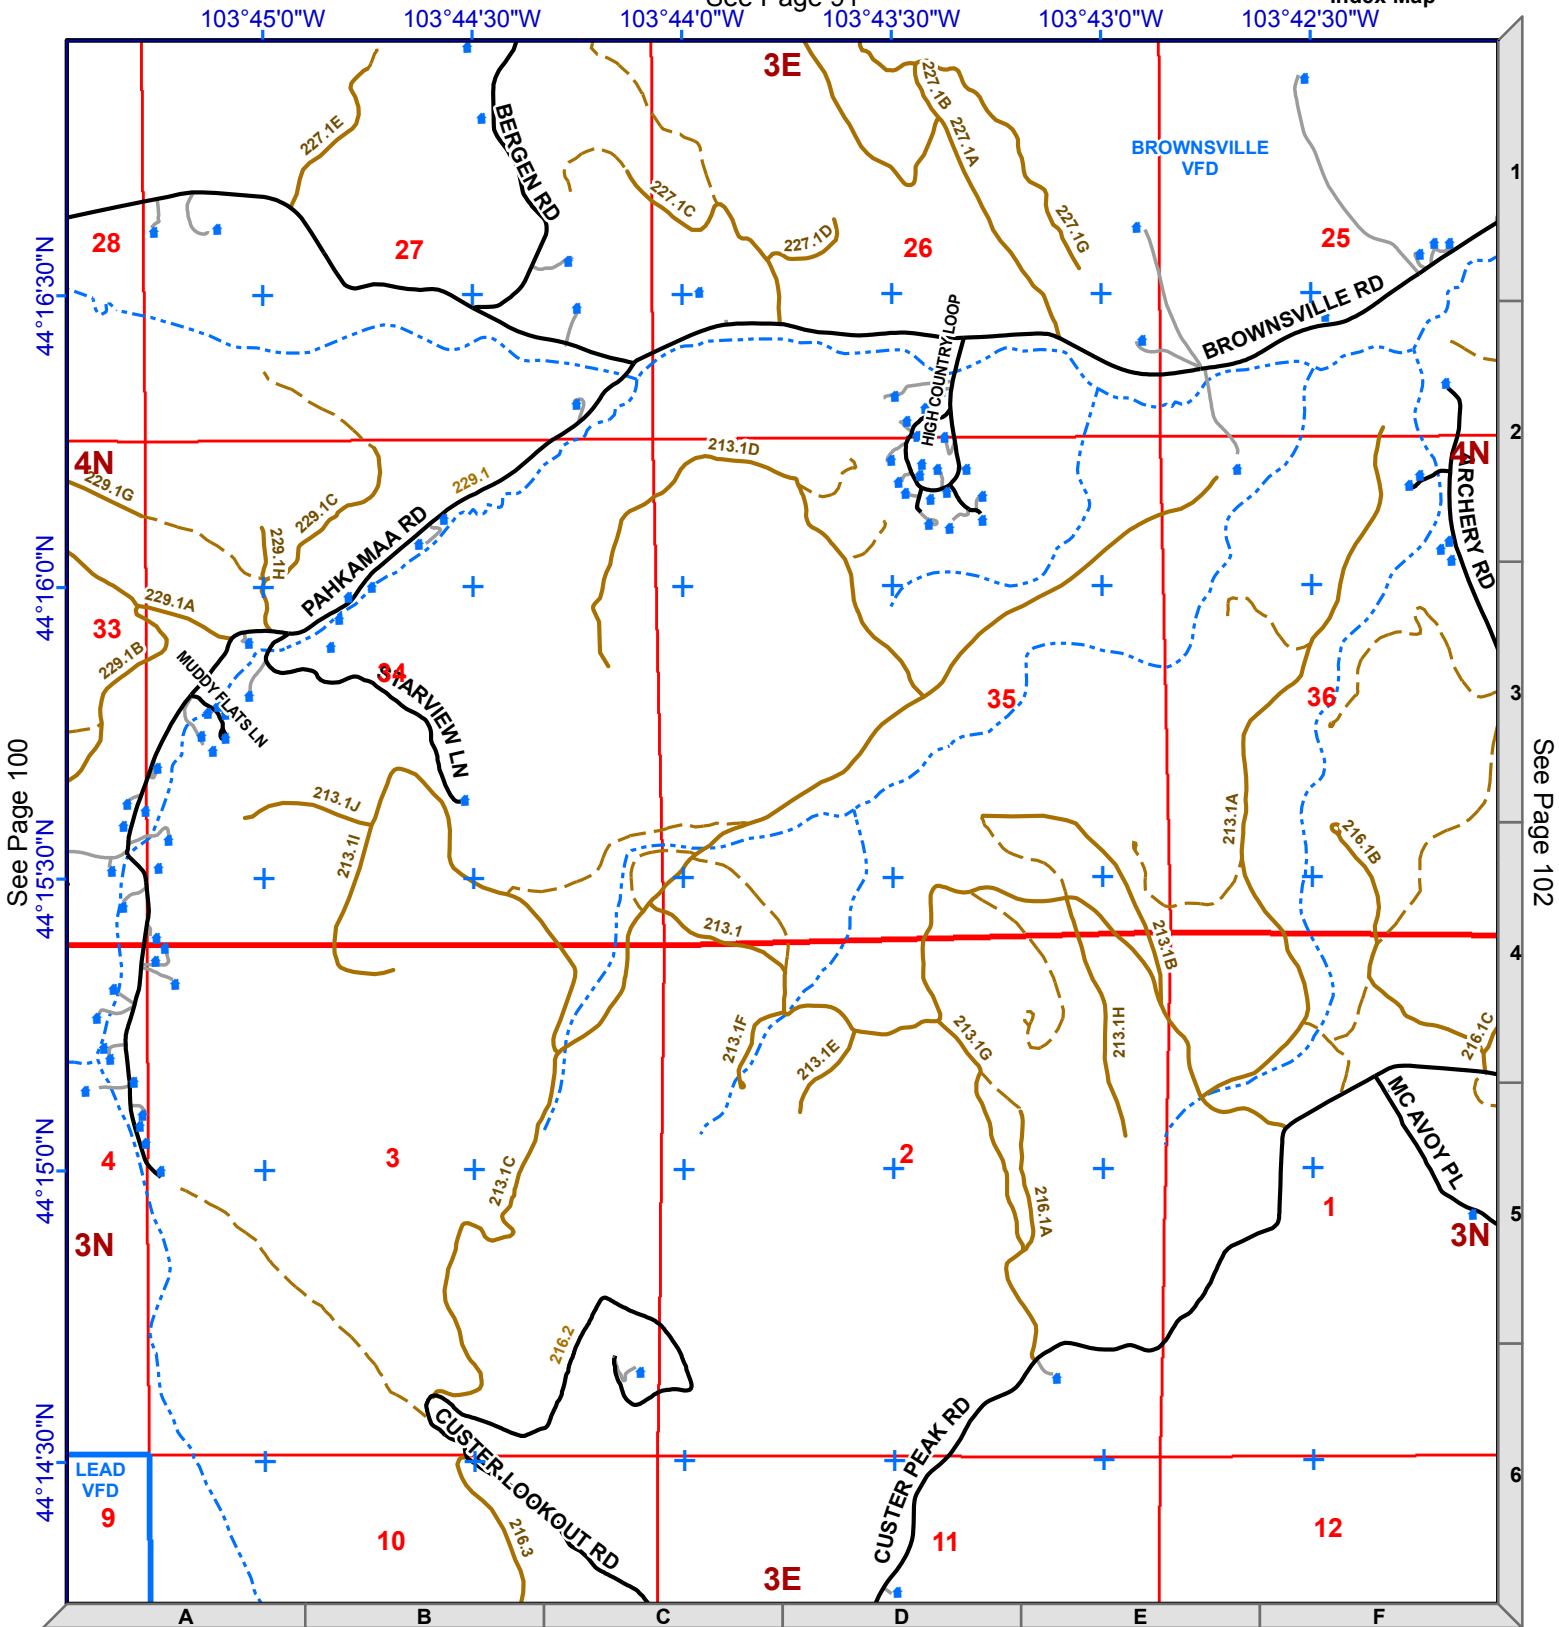 See Page 91
Index Map
103°45'0"W
103°44'30"W
103°44'0"W
103°43'30"W
103°43'0"W
103°42'30"W
3E
227.1E
BERGEN RD
227.1B
227.1A
BROWNSVILLE
VFD
1
227.1C
227.1D
227.1G
28
27
26
25
44°16'30"N
HIGH COUNTRY LOOP
BROWNSVILLE RD
2
4N
229.1G
229.1C
229.1H
229.1
213.1D
4N
ARCHERY RD
PAHKAMAA RD
44°16'0"N
229.1A
33
229.1B
MUDDY FLATS LN
34
STARVIEW LN
35
36
3
See Page 100
See Page 102
213.1J
213.1I
213.1A
216.1B
44°15'30"N
213.1
213.1B
4
213.1F
213.1E
213.1G
213.1H
216.1C
MC AVOY PL
44°15'0"N
4
3
2
1
213.1C
216.1A
5
3N
3N
216.2
CUSTER LOOKOUT RD
CUSTER PEAK RD
44°14'30"N
LEAD
VFD
9
10
216.3
11
12
6
3E
A
B
C
D
E
F